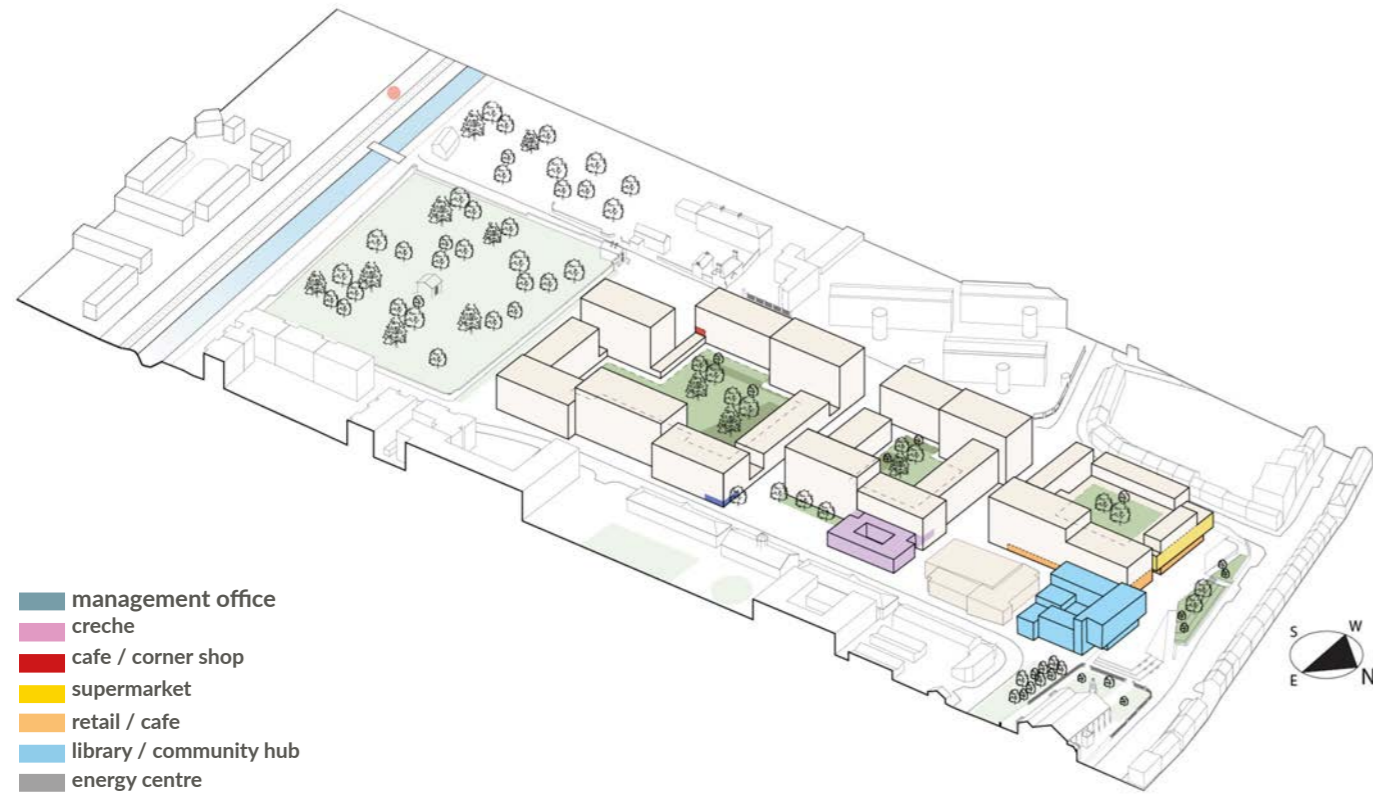 management office
creche
cafe / corner shop
supermarket
retail / cafe
library / community hub
energy centre
S
W
E
N